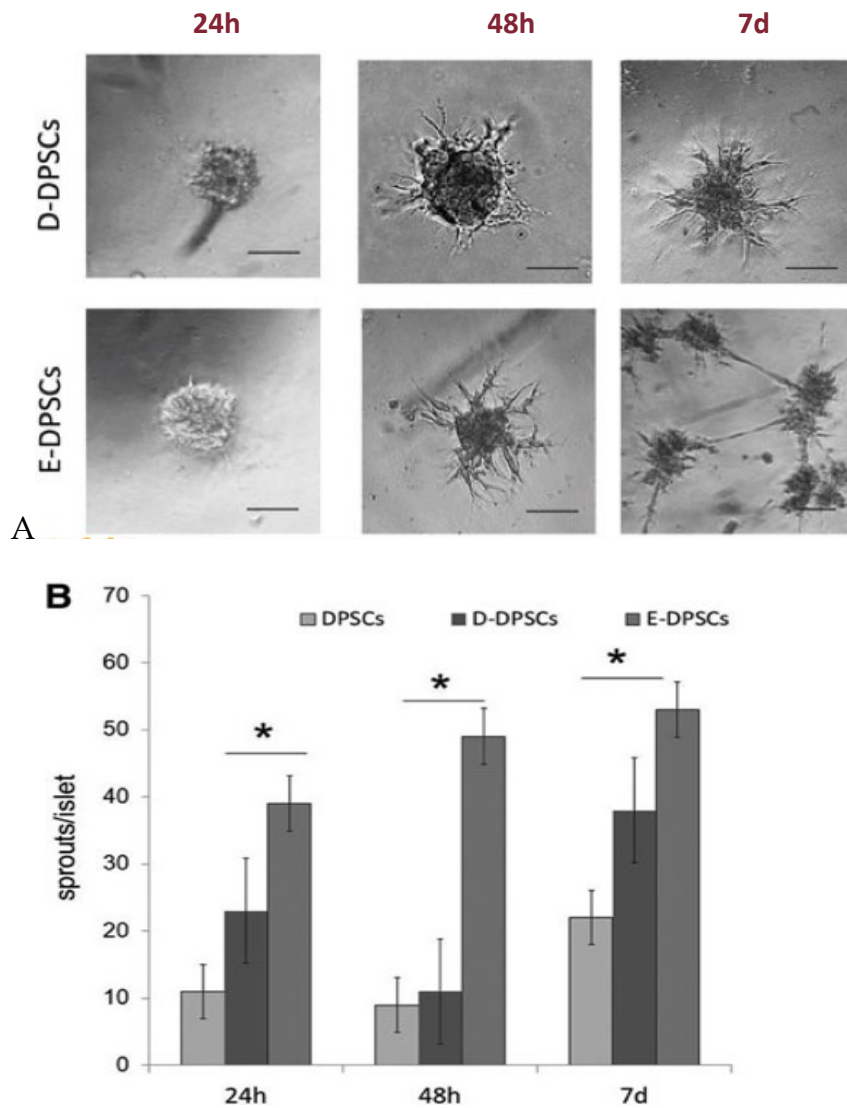 24h 48h 7d
D-DPSCs
E-DPSCs
A
B
70
DPSCs D-DPSCs E-DPSCs
60
*
*
*
50
40
30
20
10
0
sprouts/islet
24h 48h 7d